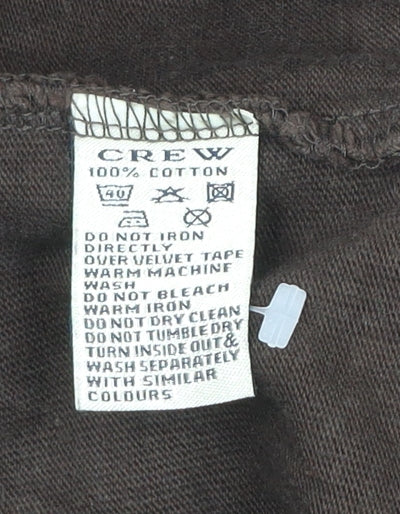 CREW
100% COTTON
40
DO NOT IRON
DIRECTLY
OVER VELVET TAPE
WARM MACHINE
WASH
DO NOT BLEACH
WARM IRON
DO NOT DRY CLEAN
DO NOT TUMBLE DRY
TURN INSIDE OUT &
WASH SEPARATELY
WITH SIMILAR
COLOURS